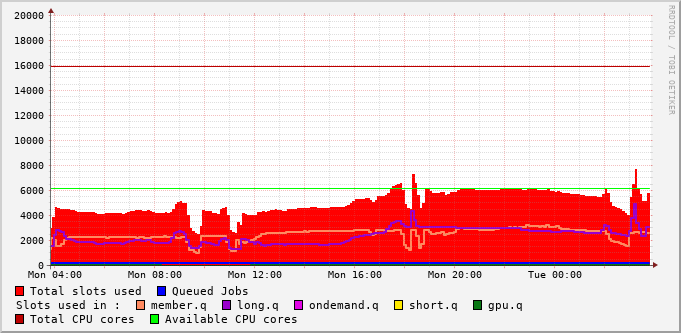 20000
18000
16000
14000
12000
10000
8000
6000
4000
2000
0
Mon 04:00 Mon 08:00 Mon 12:00 Mon 16:00 Mon 20:00 Tue 00:00
Total slots used Queued Jobs
Slots used in : member.q long.q ondemand.q short.q gpu.q
Total CPU cores Available CPU cores
RRDTOOL / TOBI OETIKER